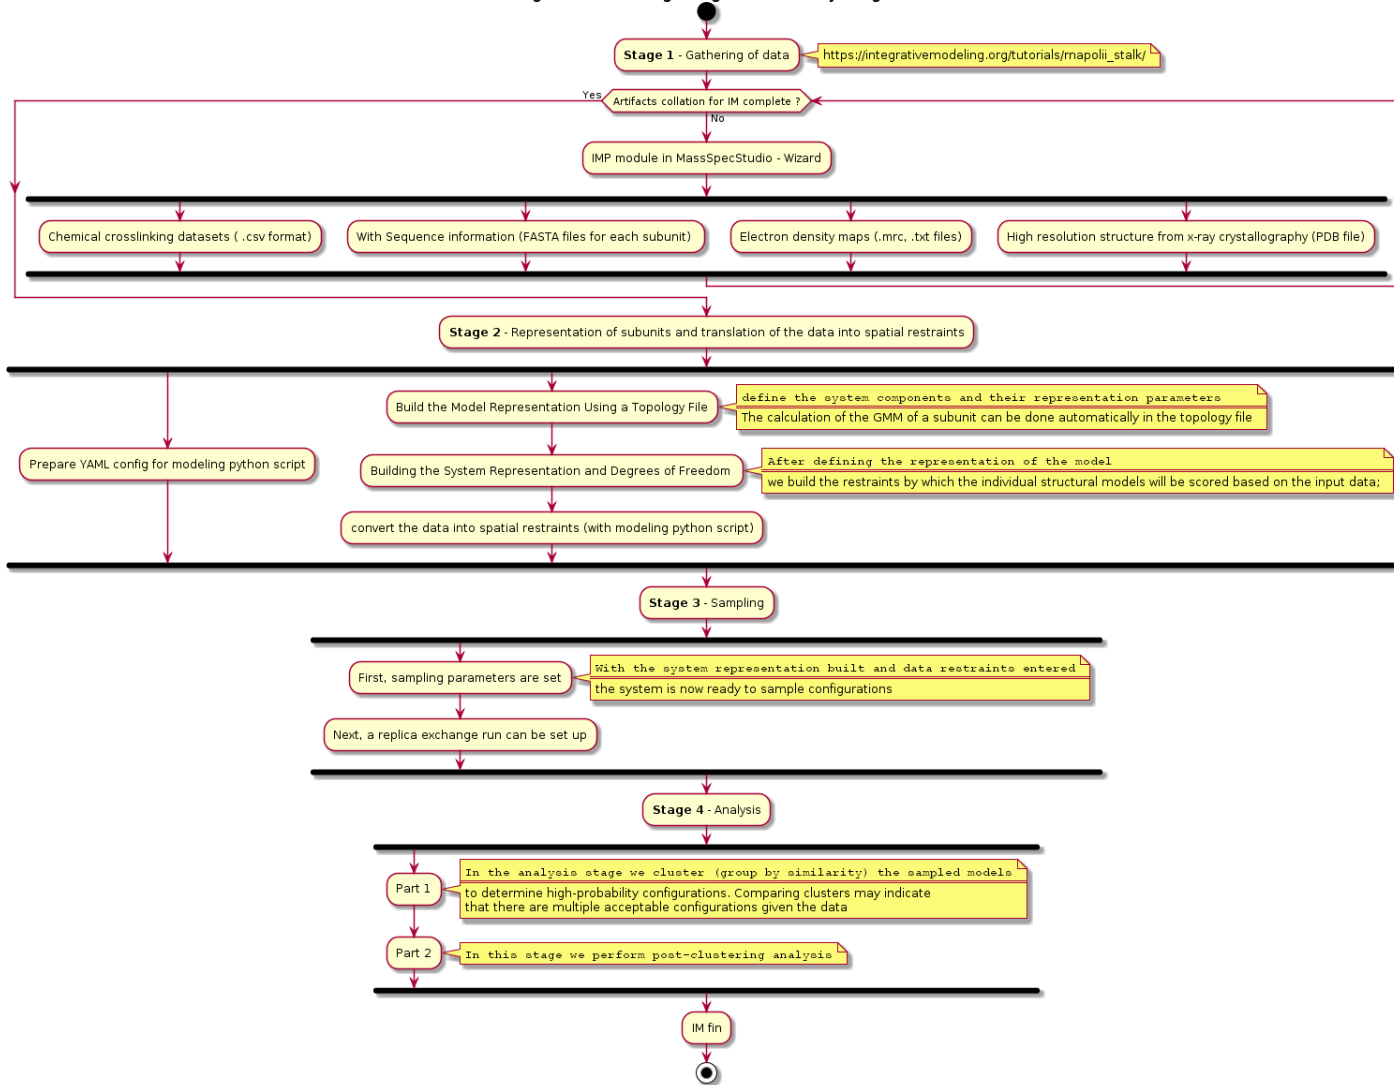 Stage 1 - Gathering of data
https://integrativemodeling.org/tutorials/rnapolii_stalk/
Yes
Artifacts collation for IM complete ?
No
IMP module in MassSpecStudio - Wizard
Chemical crosslinking datasets ( .csv format)
With Sequence information (FASTA files for each subunit)
Electron density maps (.mrc, .txt files)
High resolution structure from x-ray crystallography (PDB file)
Stage 2 - Representation of subunits and translation of the data into spatial restraints
Build the Model Representation Using a Topology File
define the system components and their representation parameters
The calculation of the GMM of a subunit can be done automatically in the topology file
Prepare YAML config for modeling python script
Building the System Representation and Degrees of Freedom
After defining the representation of the model
we build the restraints by which the individual structural models will be scored based on the input data;
convert the data into spatial restraints (with modeling python script)
Stage 3 - Sampling
First, sampling parameters are set
With the system representation built and data restraints entered
the system is now ready to sample configurations
Next, a replica exchange run can be set up
Stage 4 - Analysis
Part 1
In the analysis stage we cluster (group by similarity) the sampled models
to determine high-probability configurations. Comparing clusters may indicate
that there are multiple acceptable configurations given the data
Part 2
In this stage we perform post-clustering analysis
IM fin